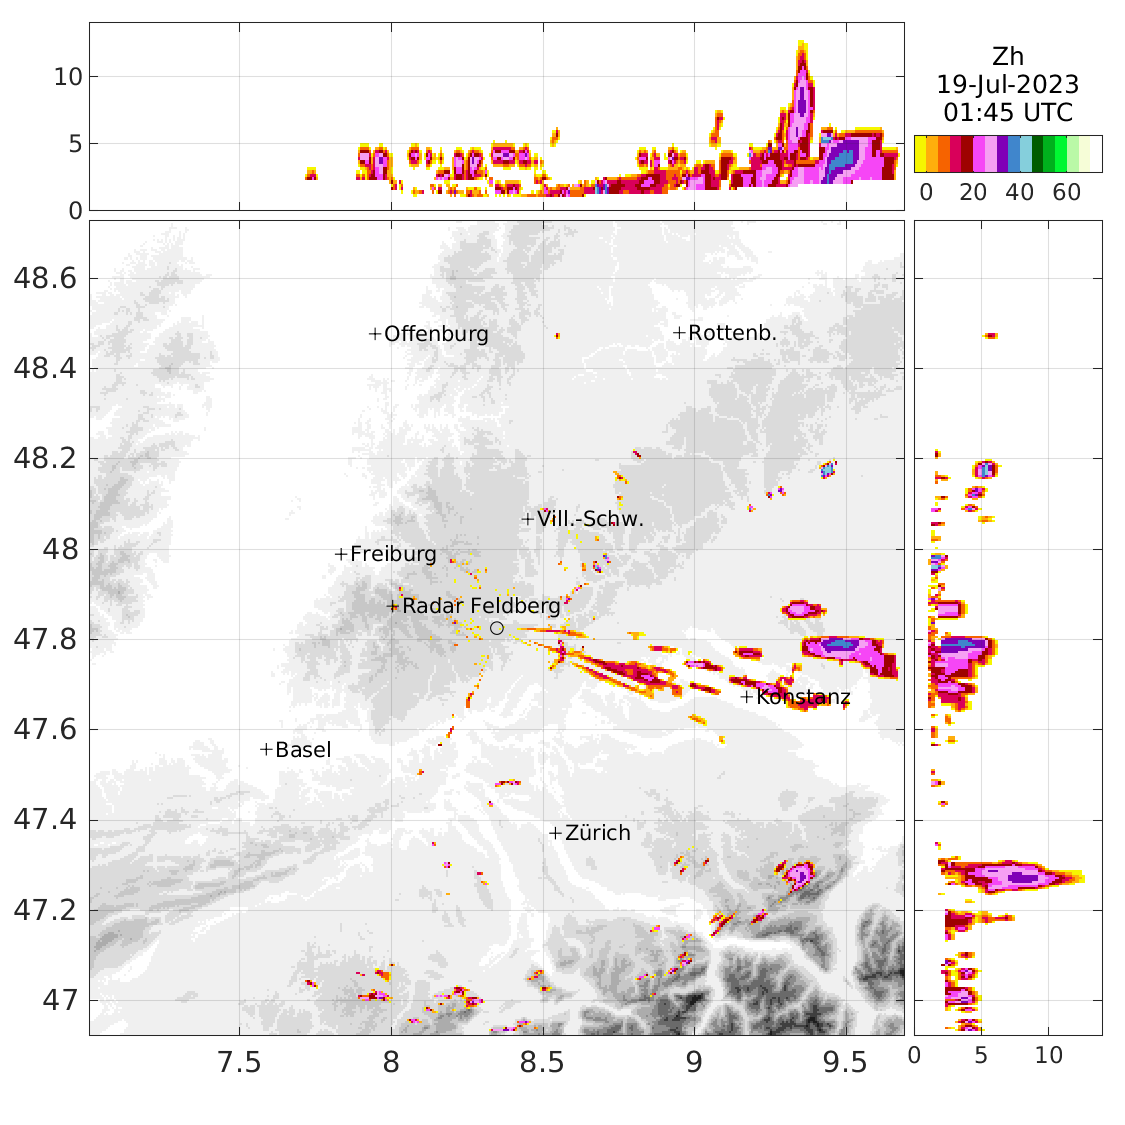 10
5
0
Zh
19-Jul-2023
01:45 UTC
0 20 40 60
48.6
48.4
48.2
48
47.8
47.6
47.4
47.2
47
+Offenburg
+Rottenb.
+Vill.-Schw.
+Freiburg
+Radar Feldberg
+Konstanz
+Basel
+Zürich
7.5 8 8.5 9 9.5
0 5 10